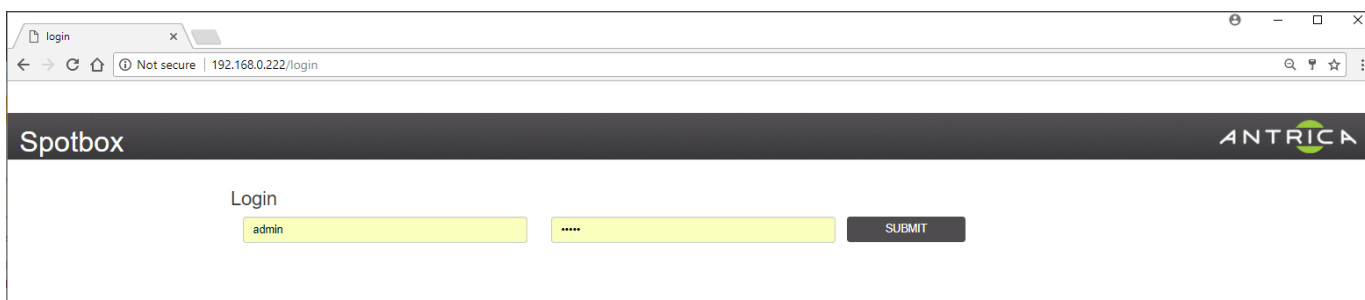 login
Not secure 192.168.0.222/login
Spotbox
ANTRICA
Login
admin
•••••
SUBMIT